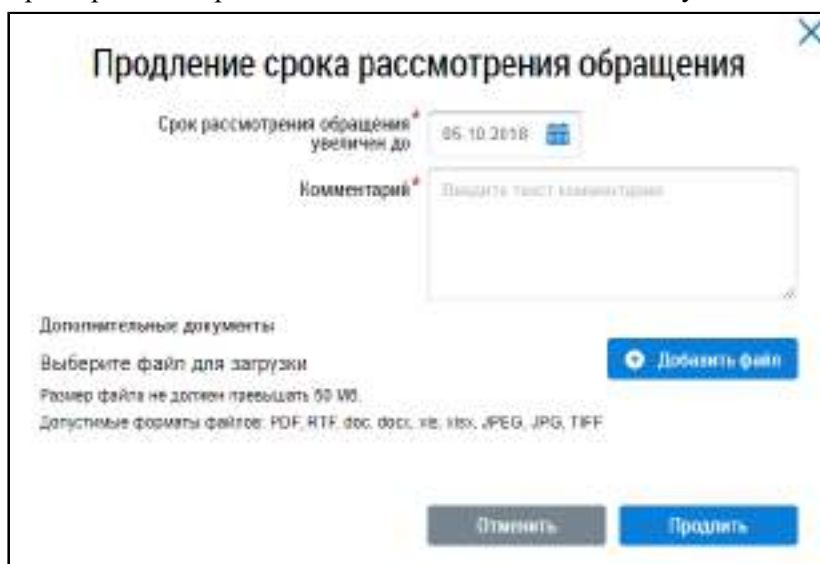 Продление срока рассмотрения обращения
Срок рассмотрения обращения*
увеличен до
05.10.2018
Комментарий*
Введите текст комментария
Дополнительные документы
Выберите файл для загрузки
Добавить файл
Размер файла не должен превышать 50 Мб.
Допустимые форматы файлов: PDF, RTF, doc, docx, xls, xlsx, JPEG, JPG, TIFF
Отменить
Продлить